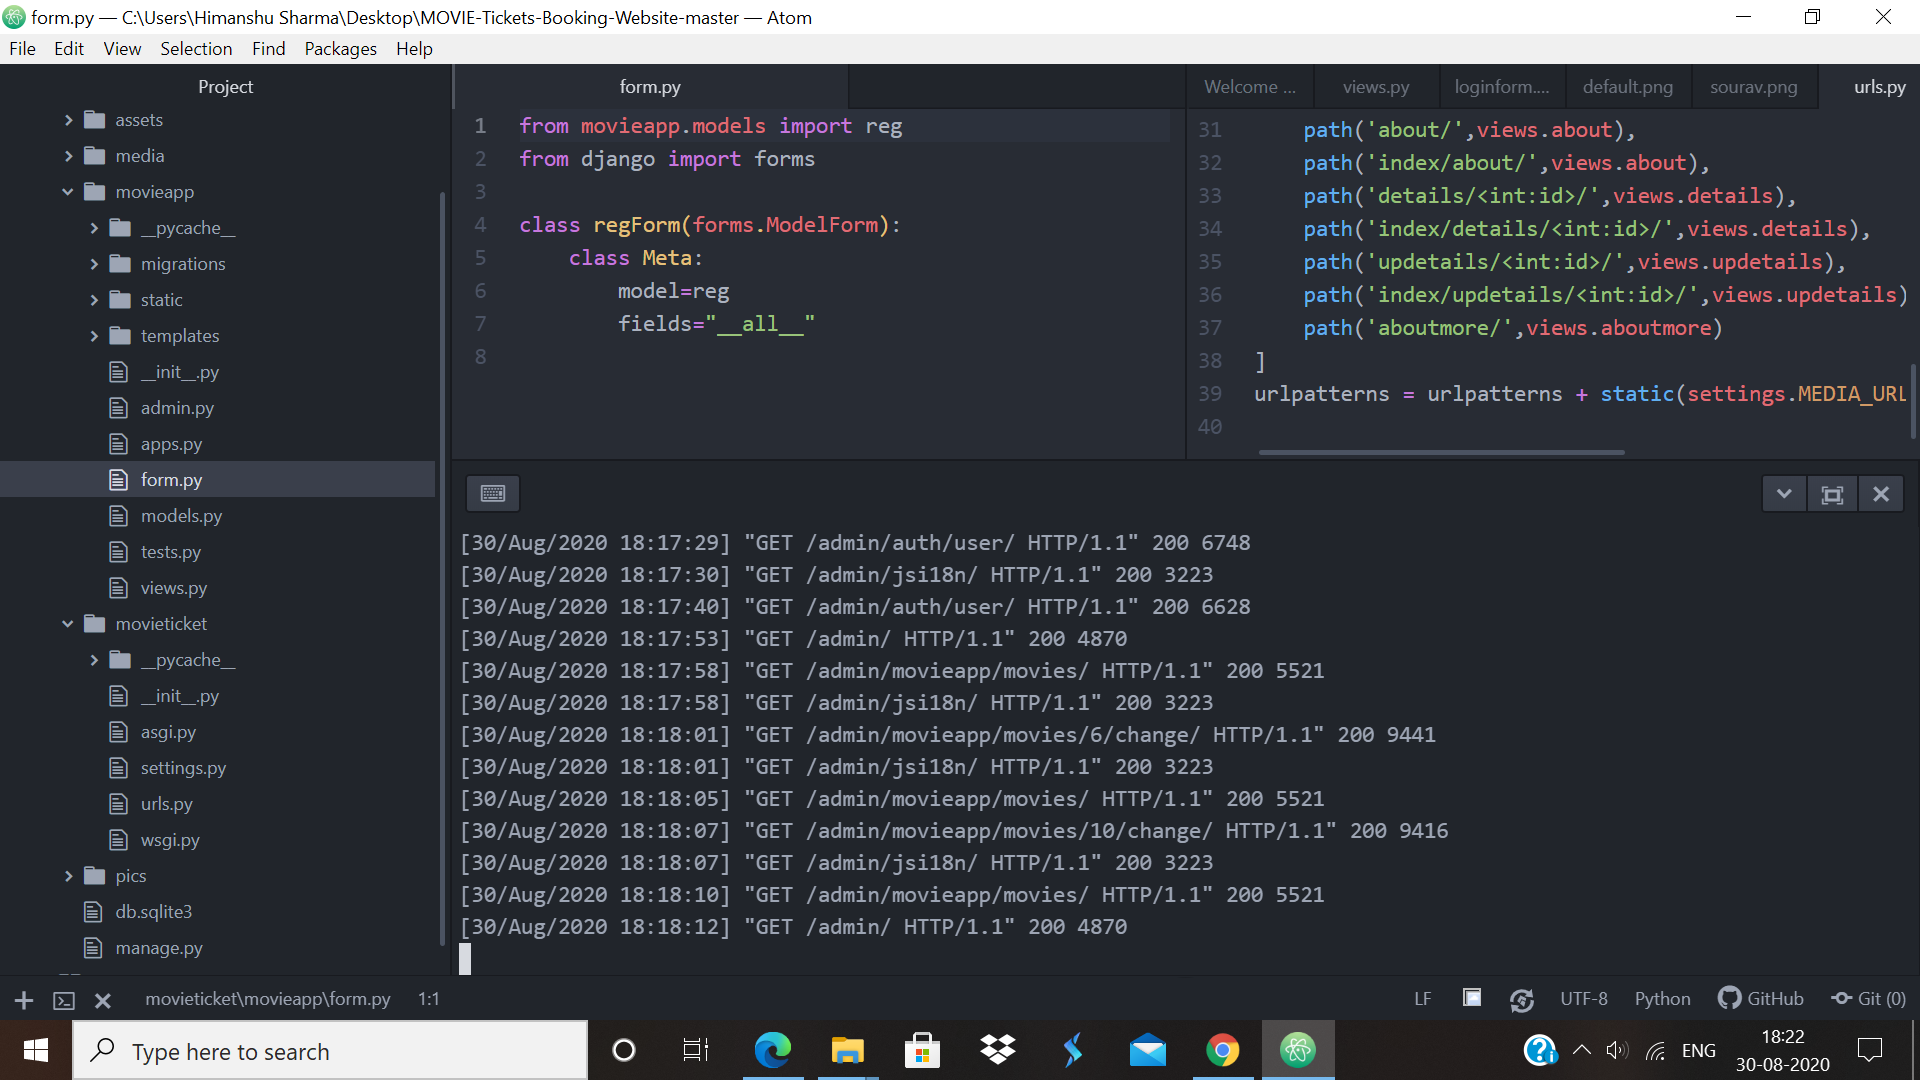 form.py — C:\Users\Himanshu Sharma\Desktop\MOVIE-Tickets-Booking-Website-master — Atom
File Edit View Selection Find Packages Help
Project
assets
media
movieapp
__pycache__
migrations
static
templates
__init__.py
admin.py
apps.py
form.py
models.py
tests.py
views.py
movieticket
__pycache__
__init__.py
asgi.py
settings.py
urls.py
wsgi.py
pics
db.sqlite3
manage.py
form.py
1 from movieapp.models import reg
2 from django import forms
3
4 class regForm(forms.ModelForm):
5 class Meta:
6 model=reg
7 fields="__all__"
8
Welcome ... views.py loginform.... default.png sourav.png urls.py
31 path('about/',views.about),
32 path('index/about/',views.about),
33 path('details/<int:id>/',views.details),
34 path('index/details/<int:id>/',views.details),
35 path('updetails/<int:id>/',views.updetails),
36 path('index/updetails/<int:id>/',views.updetails)
37 path('aboutmore/',views.aboutmore)
38 ]
39 urlpatterns = urlpatterns + static(settings.MEDIA_URL
40
[30/Aug/2020 18:17:29] "GET /admin/auth/user/ HTTP/1.1" 200 6748
[30/Aug/2020 18:17:30] "GET /admin/jsi18n/ HTTP/1.1" 200 3223
[30/Aug/2020 18:17:40] "GET /admin/auth/user/ HTTP/1.1" 200 6628
[30/Aug/2020 18:17:53] "GET /admin/ HTTP/1.1" 200 4870
[30/Aug/2020 18:17:58] "GET /admin/movieapp/movies/ HTTP/1.1" 200 5521
[30/Aug/2020 18:17:58] "GET /admin/jsi18n/ HTTP/1.1" 200 3223
[30/Aug/2020 18:18:01] "GET /admin/movieapp/movies/6/change/ HTTP/1.1" 200 9441
[30/Aug/2020 18:18:01] "GET /admin/jsi18n/ HTTP/1.1" 200 3223
[30/Aug/2020 18:18:05] "GET /admin/movieapp/movies/ HTTP/1.1" 200 5521
[30/Aug/2020 18:18:07] "GET /admin/movieapp/movies/10/change/ HTTP/1.1" 200 9416
[30/Aug/2020 18:18:07] "GET /admin/jsi18n/ HTTP/1.1" 200 3223
[30/Aug/2020 18:18:10] "GET /admin/movieapp/movies/ HTTP/1.1" 200 5521
[30/Aug/2020 18:18:12] "GET /admin/ HTTP/1.1" 200 4870
movieticket\movieapp\form.py 1:1 LF UTF-8 Python GitHub Git (0)
Type here to search
ENG
18:22
30-08-2020